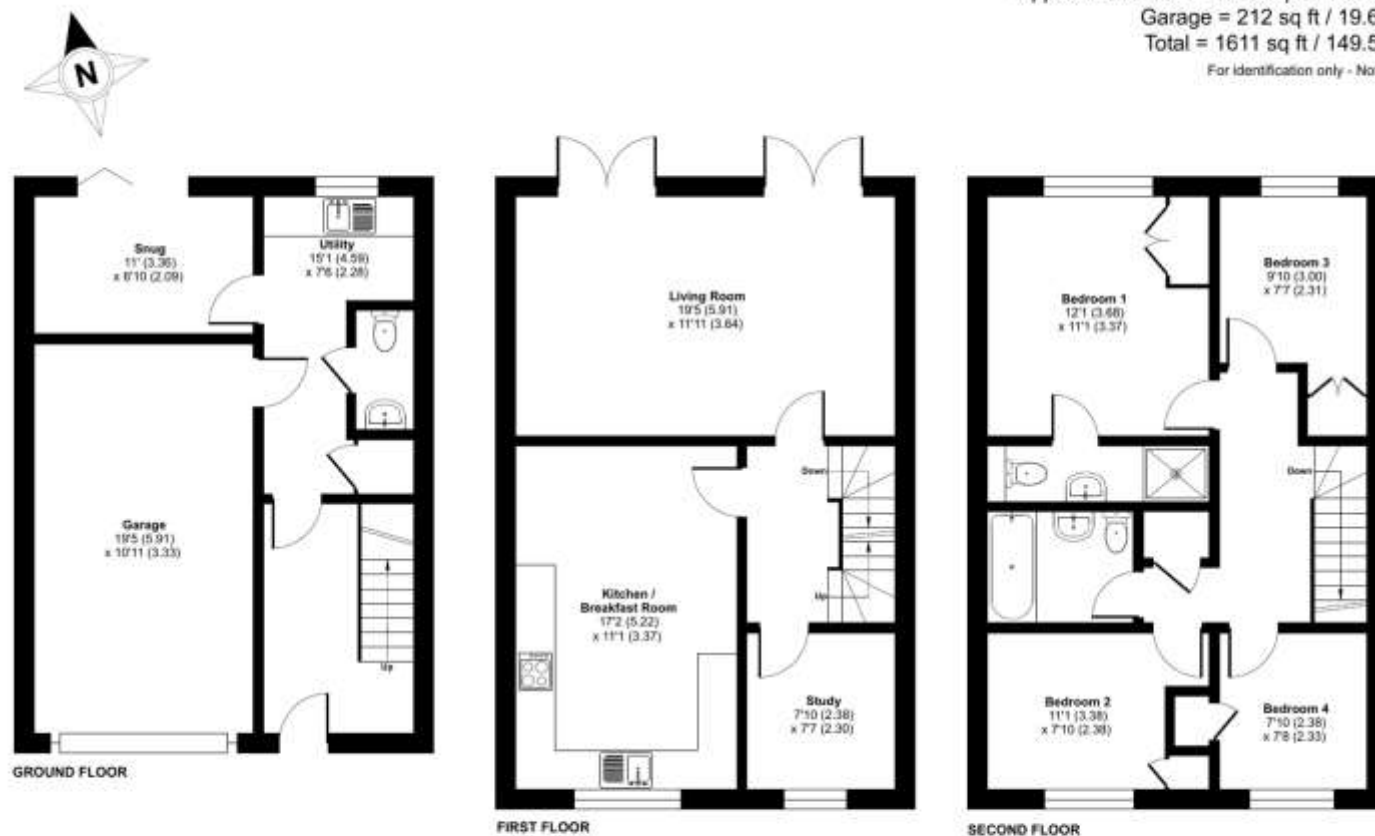 Garage = 212 sq ft / 19.6
Total = 1611 sq ft / 149.5
For identification only - No
N
Snug
11' (3.36)
x 6'10 (2.09)
Utility
15'1 (4.59)
x 7'6 (2.28)
Garage
19'5 (5.91)
x 10'11 (3.33)
Up
GROUND FLOOR
Living Room
19'5 (5.91)
x 11'11 (3.64)
Down
Kitchen /
Breakfast Room
17'2 (5.22)
x 11'1 (3.37)
Up
Study
7'10 (2.38)
x 7'7 (2.30)
FIRST FLOOR
Bedroom 1
12'1 (3.68)
x 11'1 (3.37)
Bedroom 3
9'10 (3.00)
x 7'7 (2.31)
Down
Bedroom 2
11'1 (3.38)
x 7'10 (2.38)
Bedroom 4
7'10 (2.38)
x 7'8 (2.33)
SECOND FLOOR